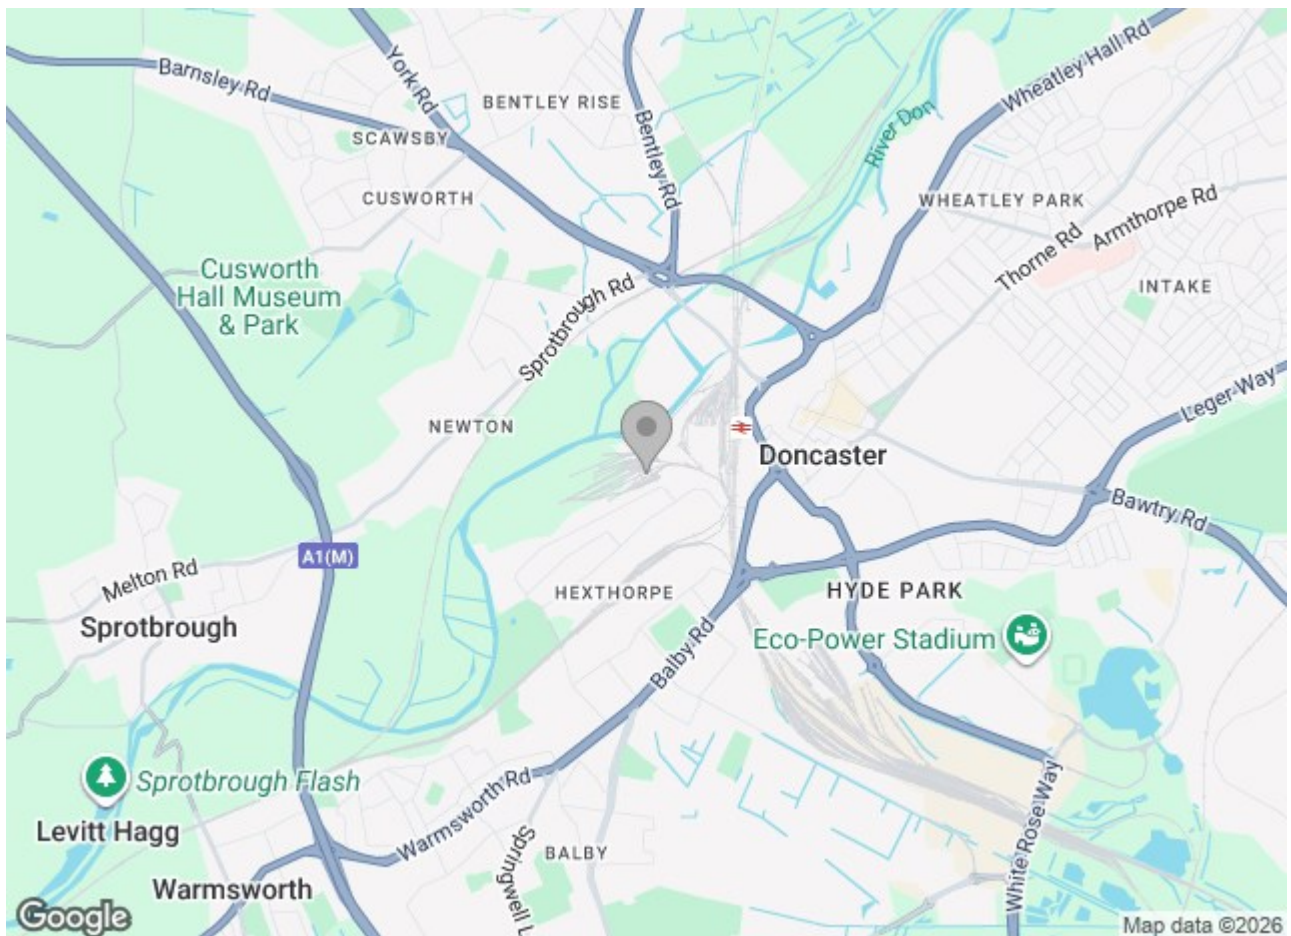 Barnsley Rd
York Rd
BENTLEY RISE
Bentley Rd
Wheatley Hall Rd
River Don
SCAWSBY
CUSWORTH
WHEATLEY PARK
Armthorpe Rd
Thorne Rd
INTAKE
Cusworth
Hall Museum
& Park
Sprotbrough Rd
Leger Way
NEWTON
Doncaster
Bawtry Rd
A1(M)
Melton Rd
HEXTHORPE
HYDE PARK
Sprotbrough
Eco-Power Stadium
Balby Rd
Sprotbrough Flash
Levitt Hagg
Warmsworth Rd
White Rose Way
Springwell L
BALBY
Warmsworth
Google
Map data ©2026